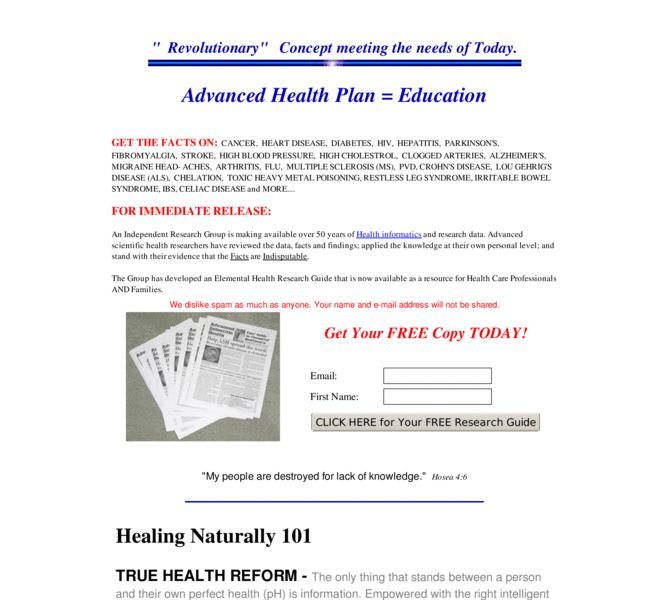 " Revolutionary" Concept meeting the needs of Today.
Advanced Health Plan = Education
GET THE FACTS ON: CANCER, HEART DISEASE, DIABETES, HIV, HEPATITIS, PARKINSON'S,
FIBROMYALGIA, STROKE, HIGH BLOOD PRESSURE, HIGH CHOLESTROL, CLOGGED ARTERIES, ALZHEIMER'S,
MIGRAINE HEAD- ACHES, ARTHRITIS, FLU, MULTIPLE SCLEROSIS (MS), PVD, CROHN'S DISEASE, LOU GEHRIG'S
DISEASE (ALS), CHELATION, TOXIC HEAVY METAL POISONING, RESTLESS LEG SYNDROME, IRRITABLE BOWEL
SYNDROME, IBS, CELIAC DISEASE and MORE....
FOR IMMEDIATE RELEASE:
An Independent Research Group is making available over 50 years of Health informatics and research data. Advanced
scientific health researchers have reviewed the data, facts and findings; applied the knowledge at their own personal level; and
stand with their evidence that the Facts are Indisputable.
The Group has developed an Elemental Health Research Guide that is now available as a resource for Health Care Professionals
AND Families.
We dislike spam as much as anyone. Your name and e-mail address will not be shared.
Get Your FREE Copy TODAY!
Email:
First Name:
CLICK HERE for Your FREE Research Guide
"My people are destroyed for lack of knowledge." Hosea 4:6
Healing Naturally 101
TRUE HEALTH REFORM - The only thing that stands between a person
and their own perfect health (pH) is information. Empowered with the right intelligent